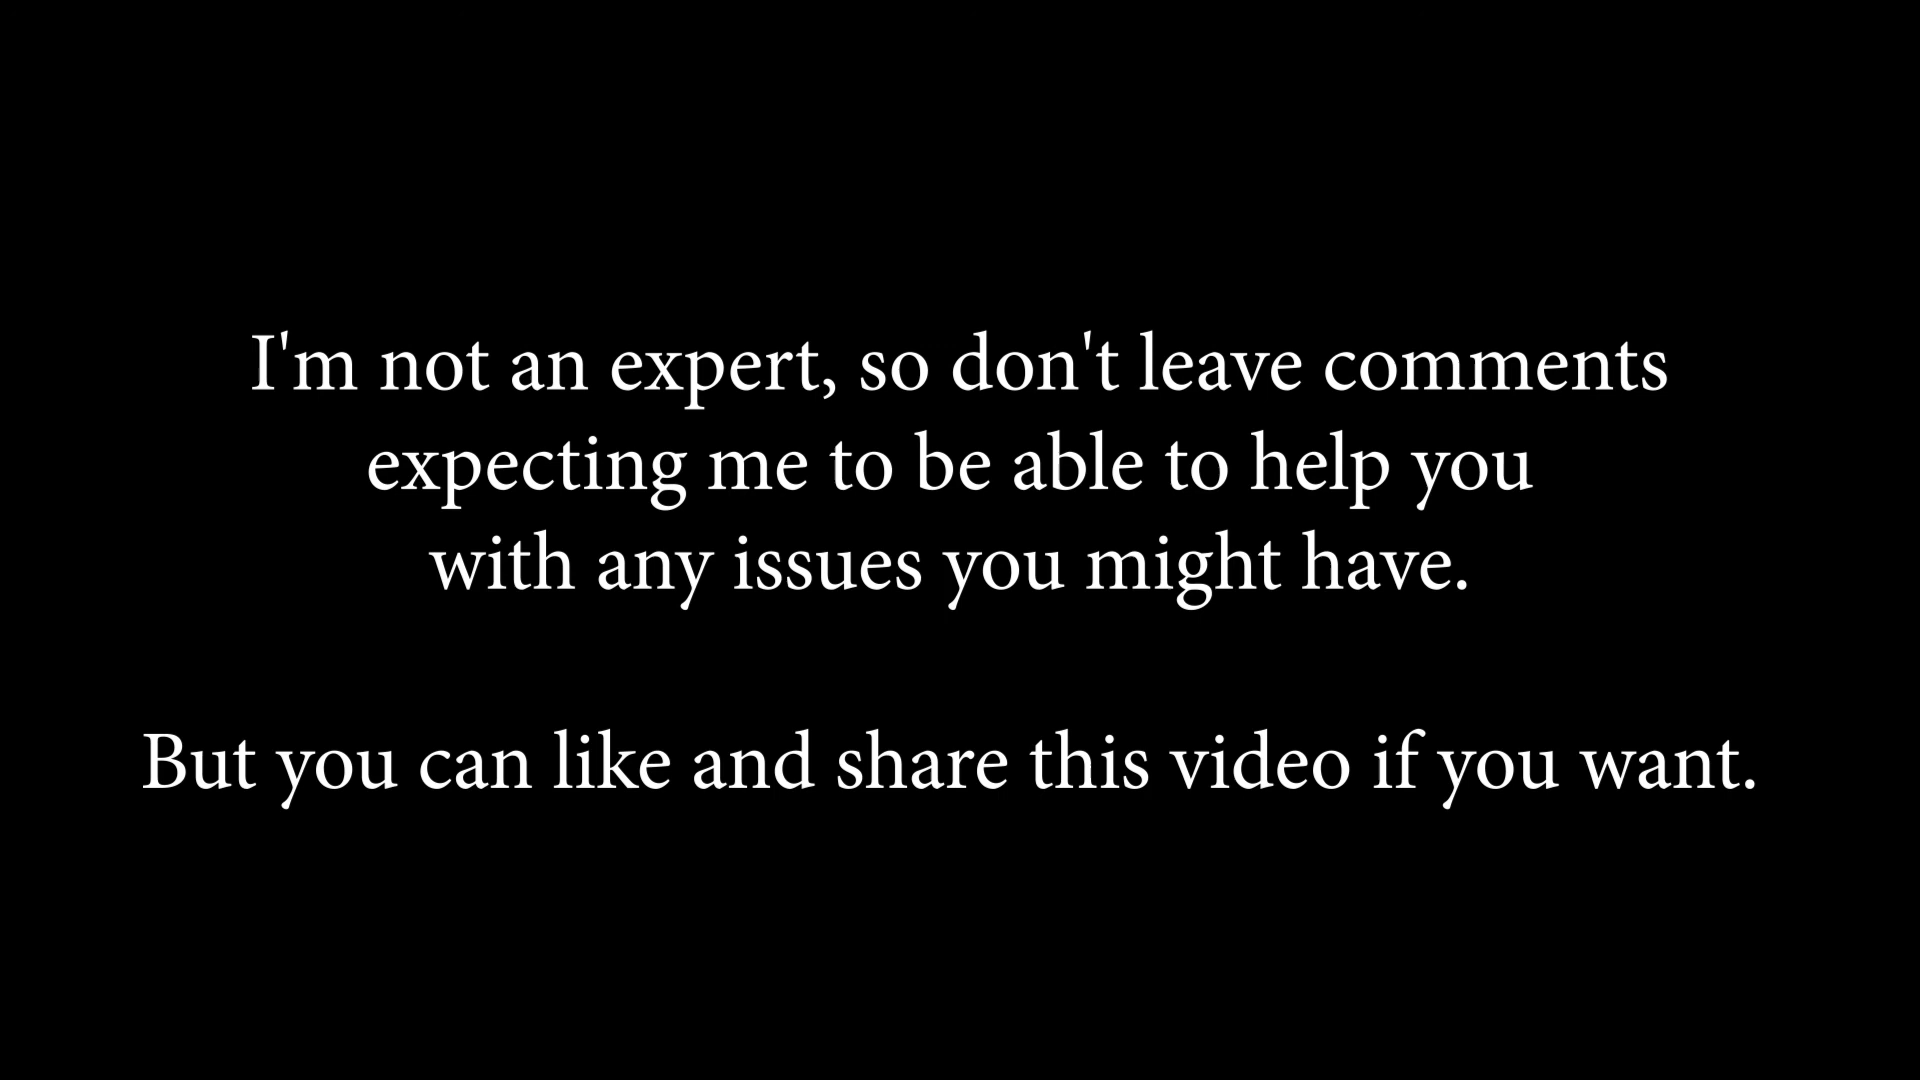 I'm not an expert, so don't leave comments
expecting me to be able to help you
with any issues you might have.
But you can like and share this video if you want.